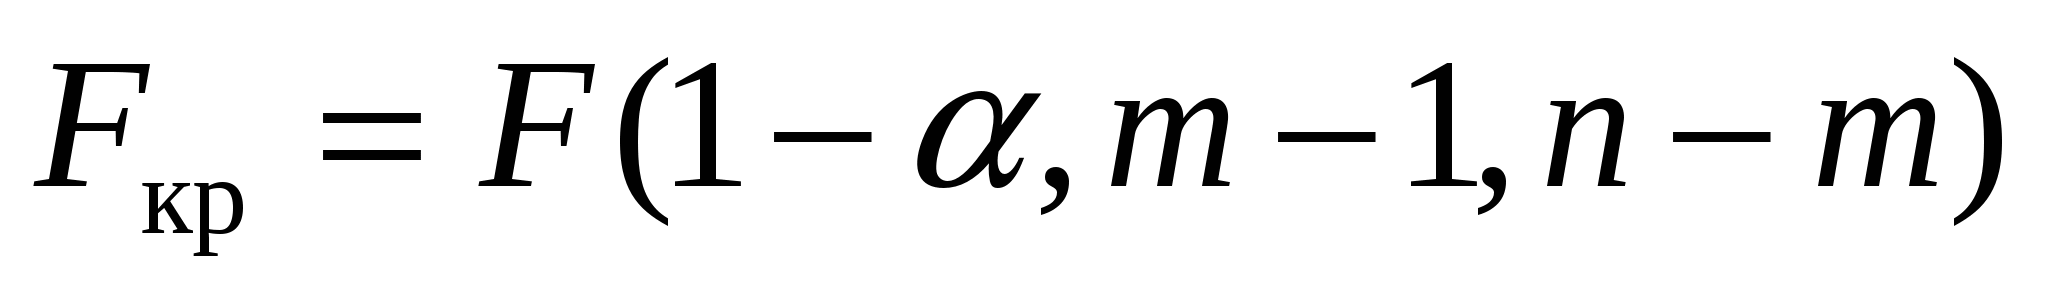 Fкр = F(1 − α, m − 1, n − m)